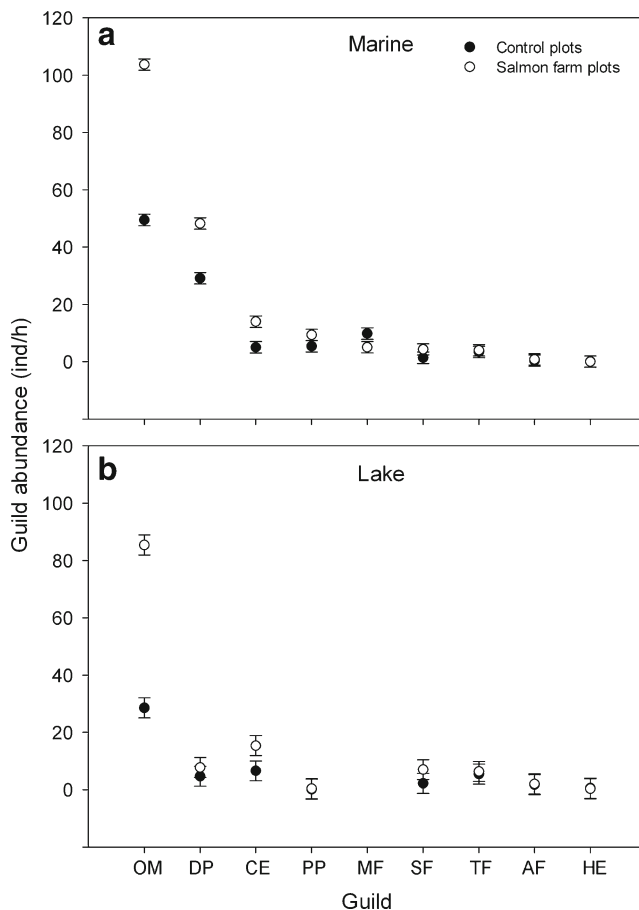 a
Marine
Control plots
Salmon farm plots
120
100
80
60
40
20
0
Guild abundance (ind/h)
b
Lake
120
100
80
60
40
20
0
OM DP CE PP MF SF TF AF HE
Guild